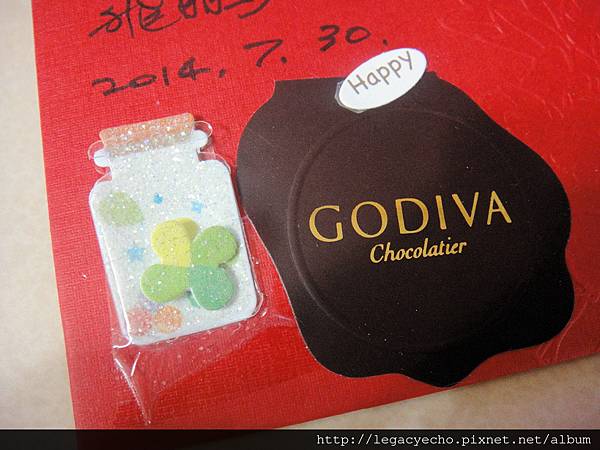 2014.7.30.
Happy
GODIVA
Chocolatier
http://legacyecho.pixnet.net/album